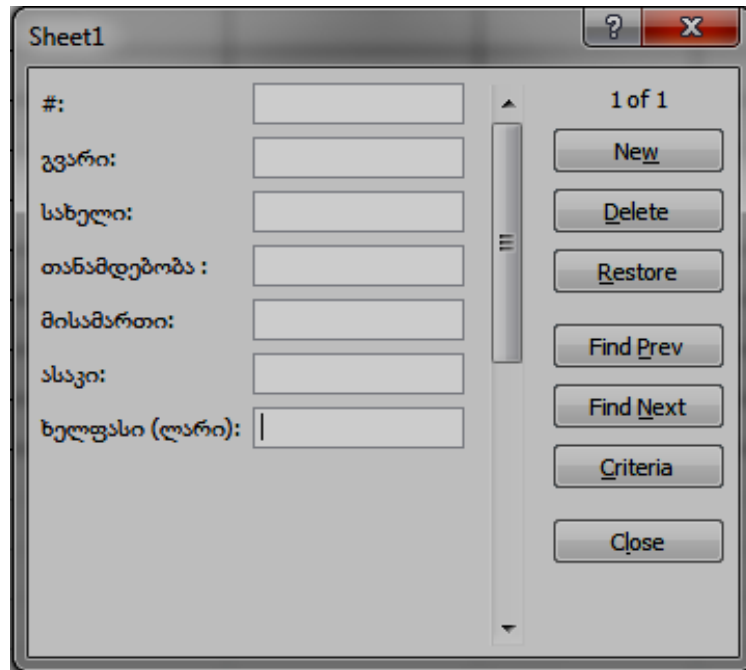 Sheet1
#:
გვარი:
სახელი:
თანამდებობა :
მისამართი:
ასაკი:
ხელფასი (ლარი):
1 of 1
New
Delete
Restore
Find Prev
Find Next
Criteria
Close